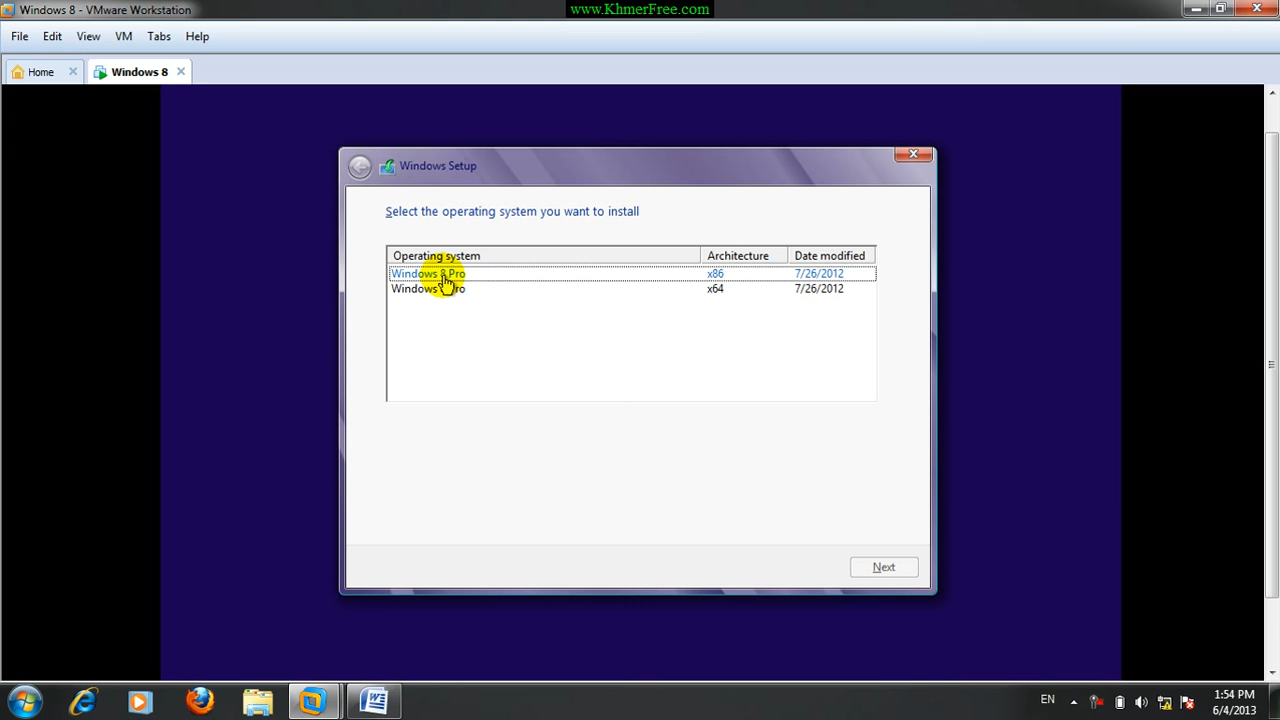 Windows 8 - VMware Workstation
www.KhmerFree.com
File Edit View VM Tabs Help
Home Windows 8
Windows Setup
Select the operating system you want to install
Operating system Architecture Date modified
Windows 8 Pro x86 7/26/2012
Windows x64 7/26/2012
Next
EN
1:54 PM
6/4/2013